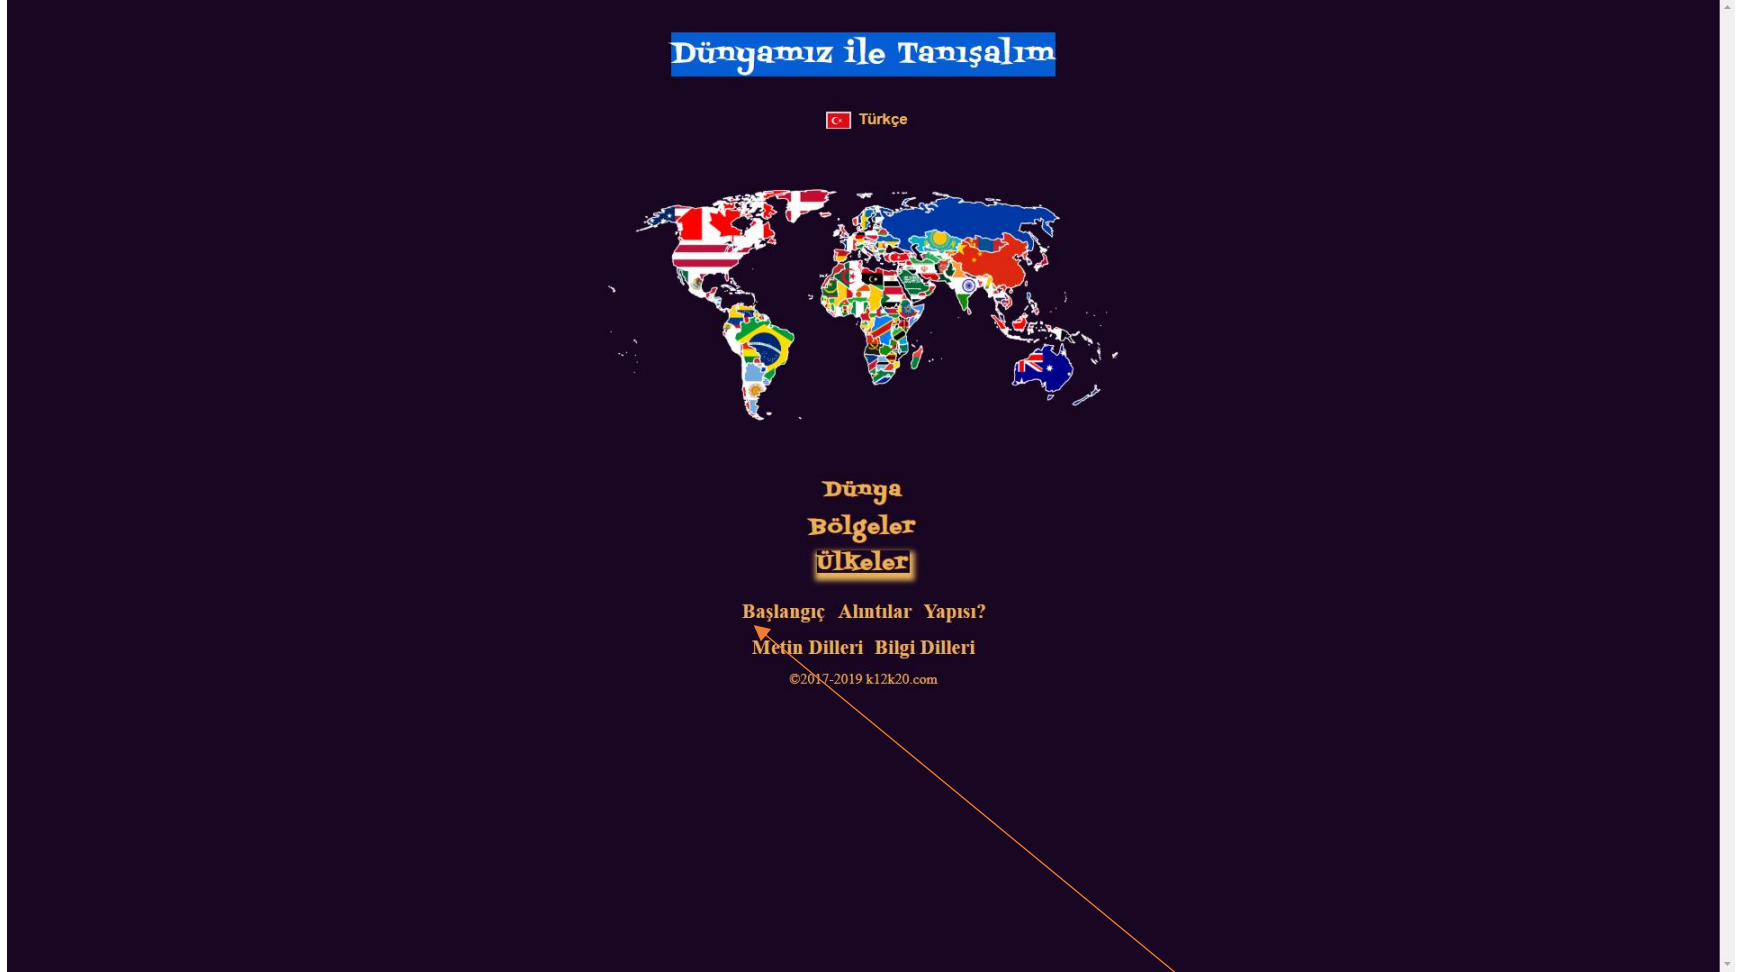 Dünyamız ile Tanışalım
Türkçe
Dünya
Bölgeler
Ülkeler
Başlangıç Alıntılar Yapısı?
Metin Dilleri Bilgi Dilleri
©2017-2019 k12k20.com